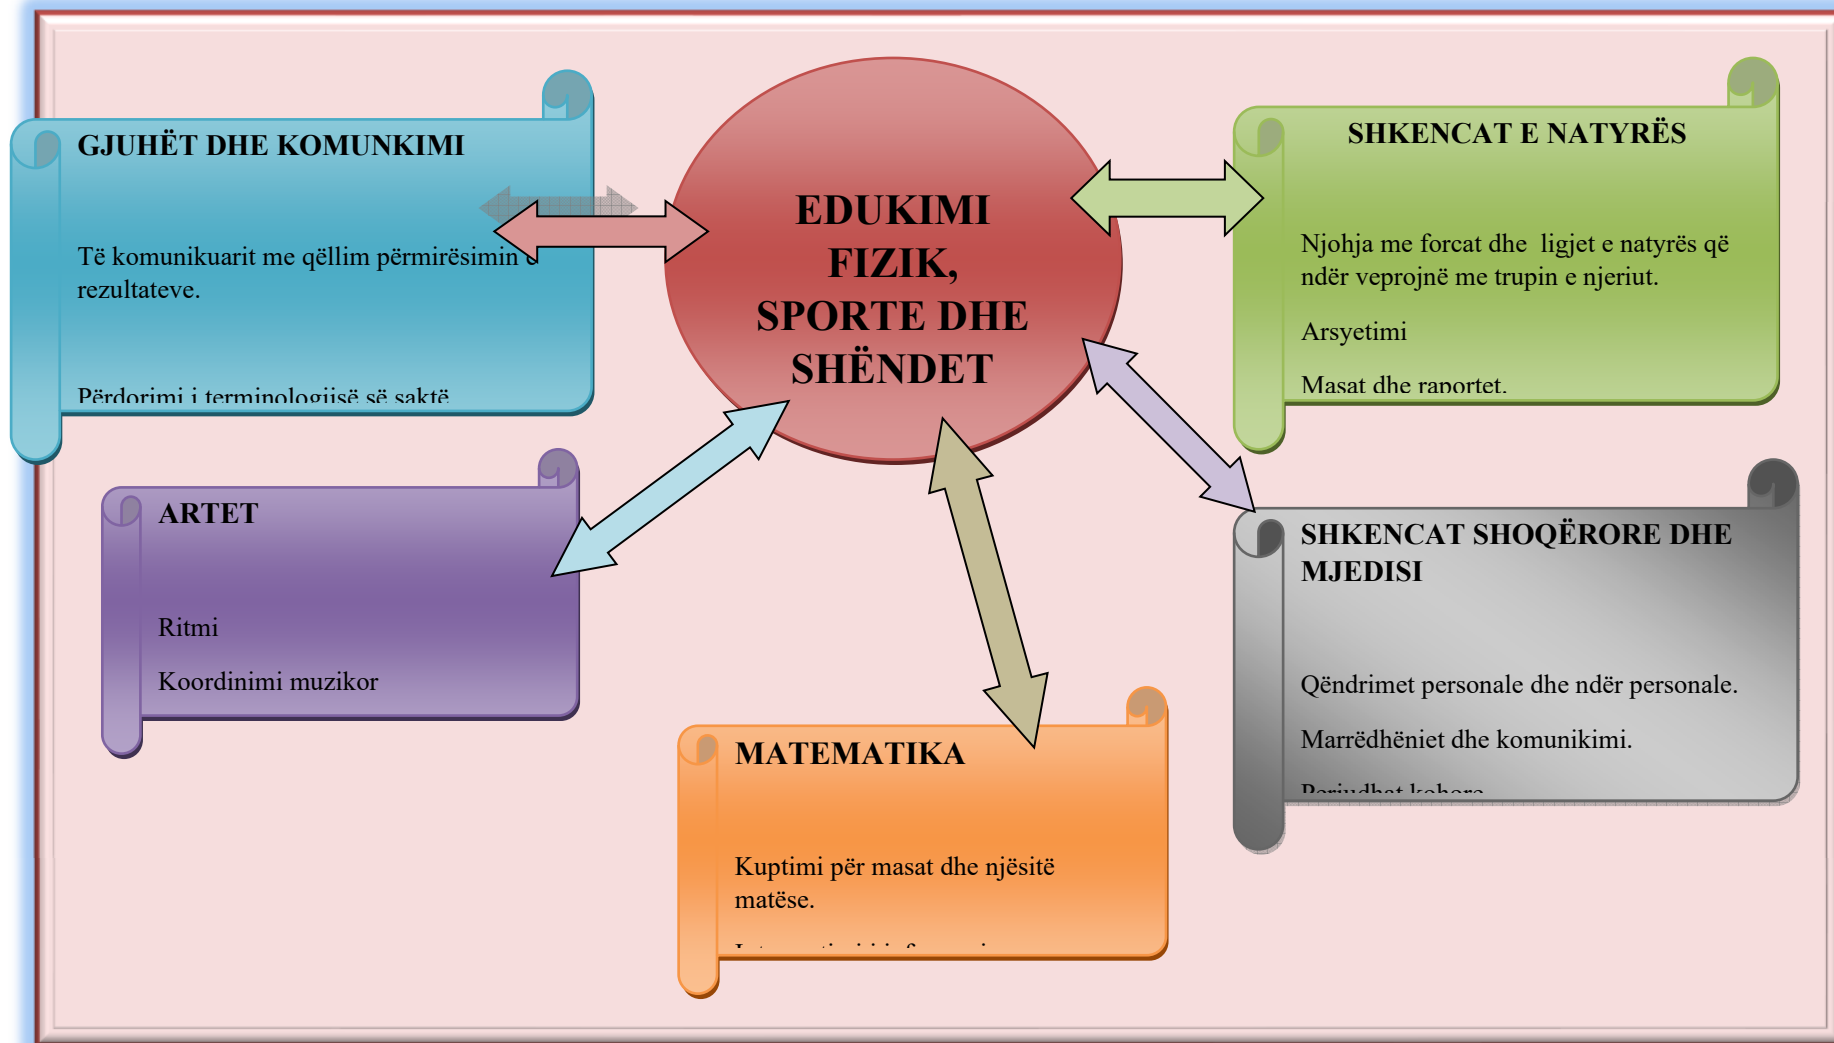 GJUHËT DHE KOMUNKIMI
Të komunikuarit me qëllim përmirësimin e
rezultateve.
Përdorimi i terminologjisë së saktë
EDUKIMI
FIZIK,
SPORTE DHE
SHËNDET
SHKENCAT E NATYRËS
Njohja me forcat dhe ligjet e natyrës që
ndër veprojnë me trupin e njeriut.
Arsyetimi
Masat dhe raportet.
ARTET
Ritmi
Koordinimi muzikor
SHKENCAT SHOQËRORE DHE
MJEDISI
Qëndrimet personale dhe ndër personale.
Marrëdhëniet dhe komunikimi.
Periudhat kohore
MATEMATIKA
Kuptimi për masat dhe njësitë
matëse.